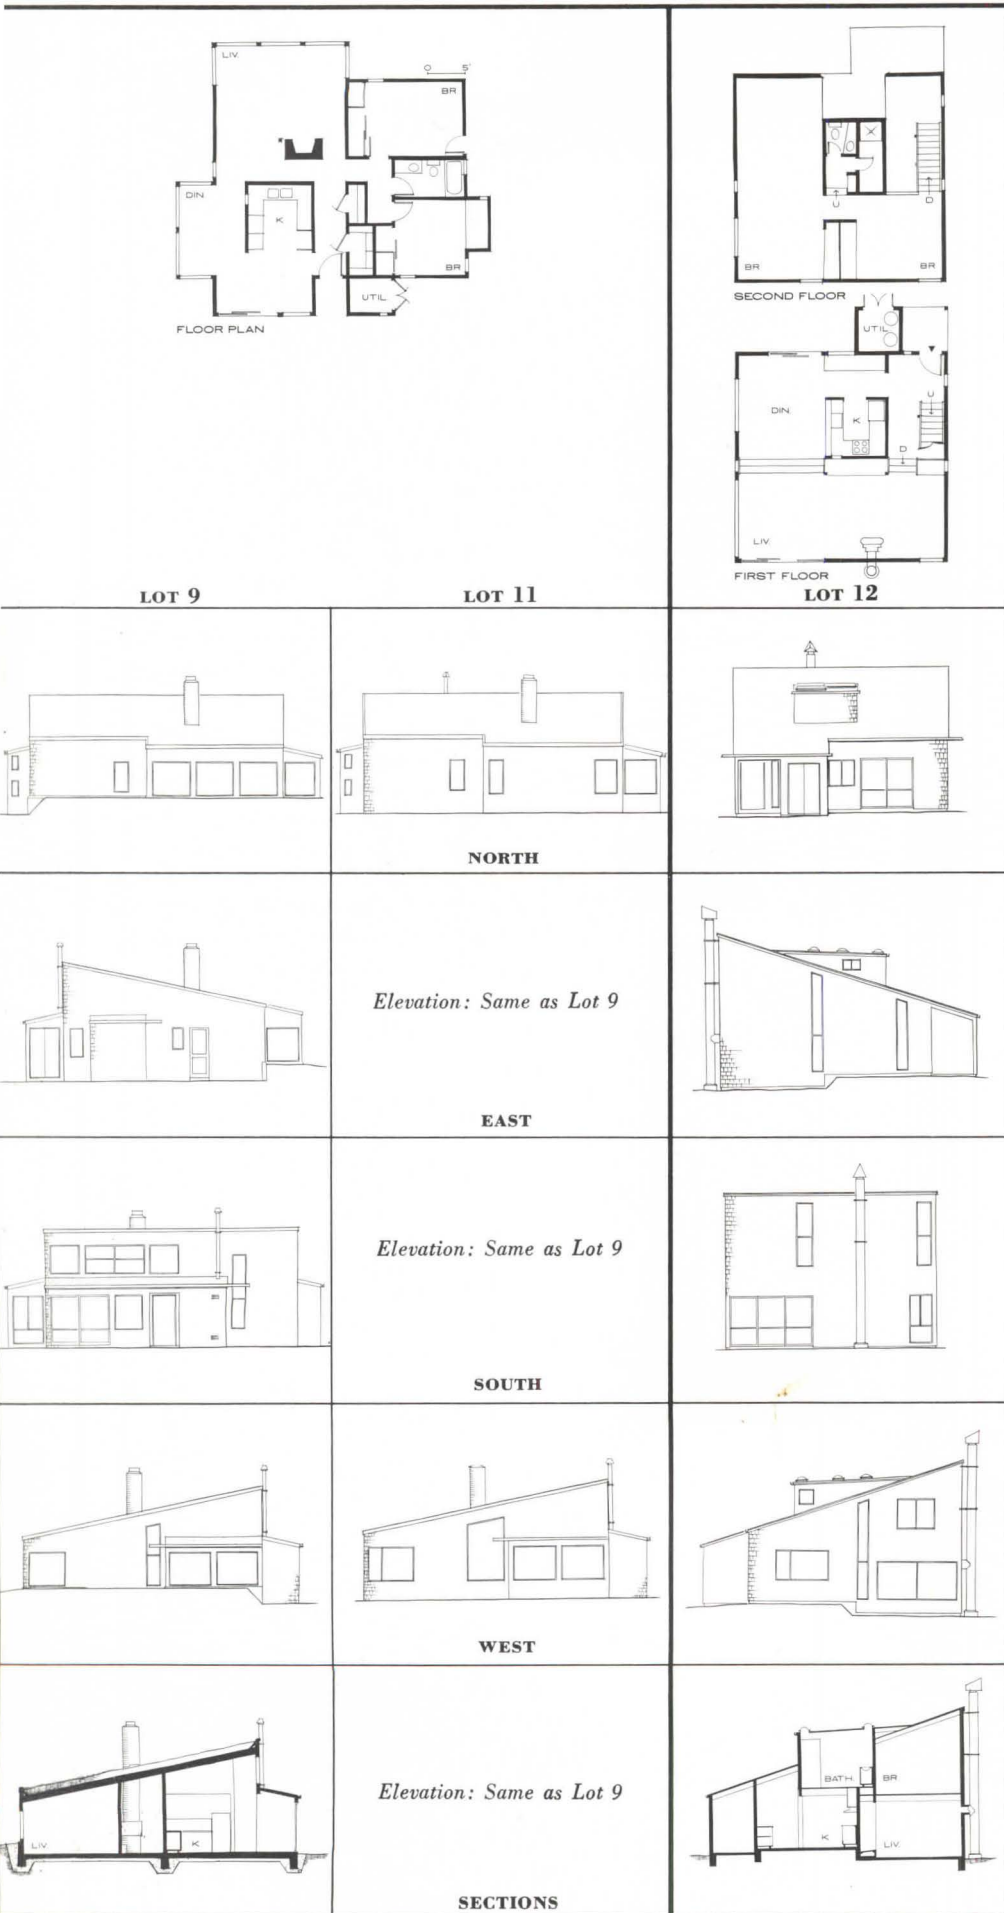 LIV.
0 5'
BR
DIN.
K
BR
UTIL.
FLOOR PLAN
U
D
BR
BR
SECOND FLOOR
UTIL.
DIN.
K
U
D
LIV.
FIRST FLOOR
LOT 9
LOT 11
LOT 12
NORTH
Elevation: Same as Lot 9
EAST
Elevation: Same as Lot 9
SOUTH
WEST
LIV.
K
Elevation: Same as Lot 9
BATH
BR
K
LIV.
SECTIONS